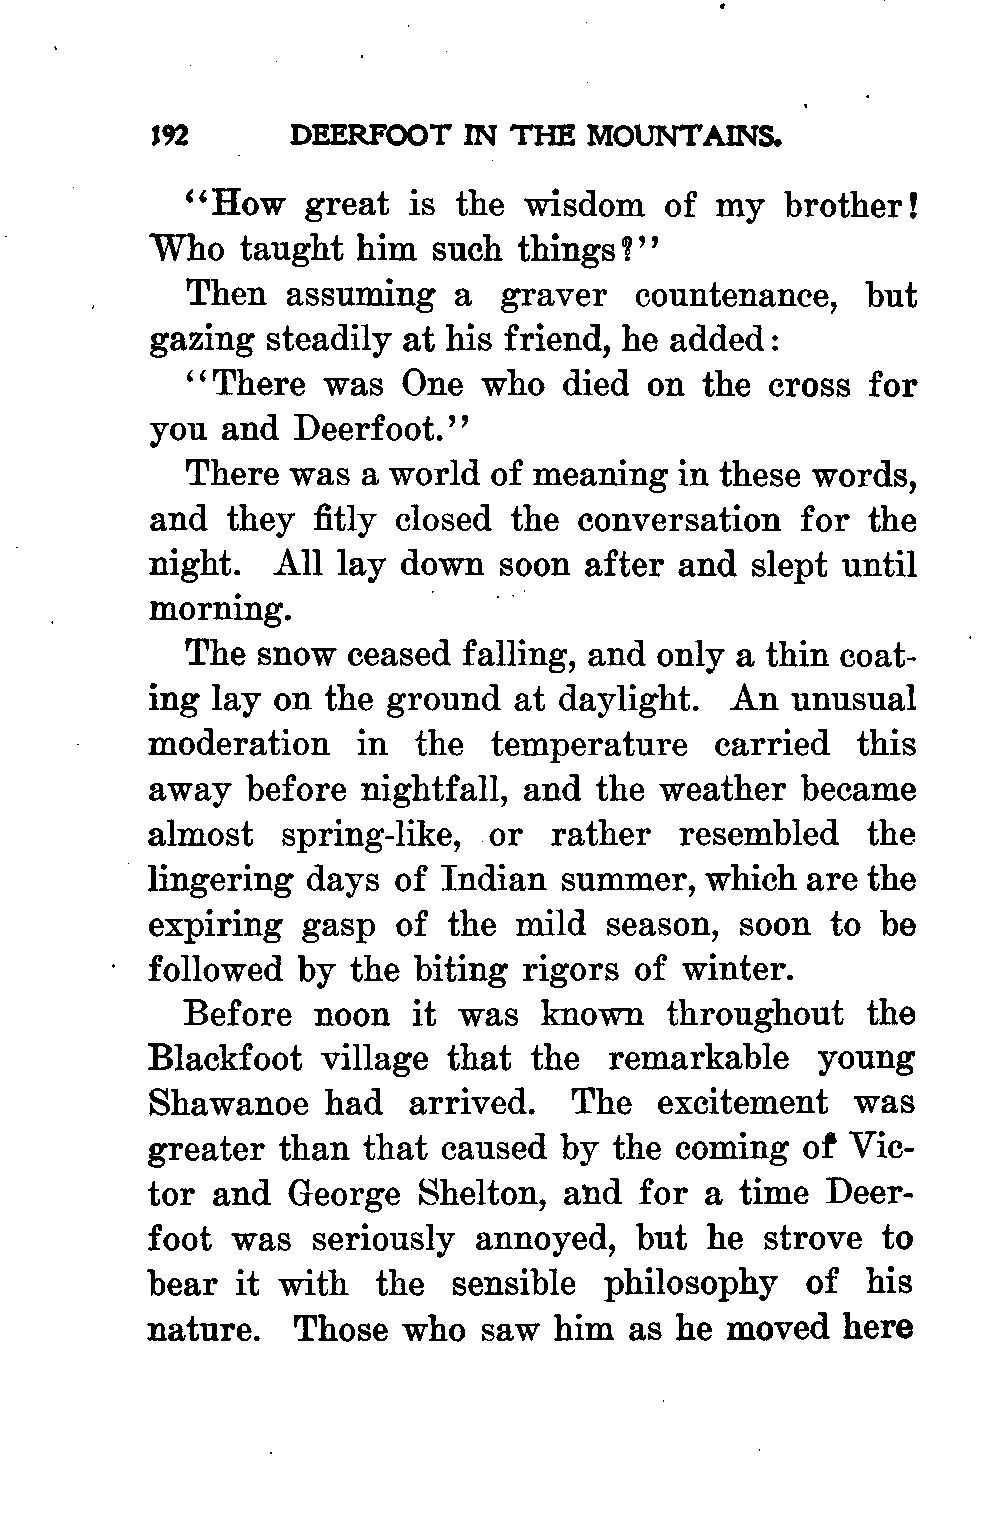 192 DEERFOOT IN THE MOUNTAINS.
“How great is the wisdom of my brother!
Who taught him such things?”
Then assuming a graver countenance, but
gazing steadily at his friend, he added:
“There was One who died on the cross for
you and Deerfoot.”
There was a world of meaning in these words,
and they fitly closed the conversation for the
night. All lay down soon after and slept until
morning.
The snow ceased falling, and only a thin coat-
ing lay on the ground at daylight. An unusual
moderation in the temperature carried this
away before nightfall, and the weather became
almost spring-like, or rather resembled the
lingering days of Indian summer, which are the
expiring gasp of the mild season, soon to be
followed by the biting rigors of winter.
Before noon it was known throughout the
Blackfoot village that the remarkable young
Shawanoe had arrived. The excitement was
greater than that caused by the coming of Vic-
tor and George Shelton, and for a time Deer-
foot was seriously annoyed, but he strove to
bear it with the sensible philosophy of his
nature. Those who saw him as he moved here